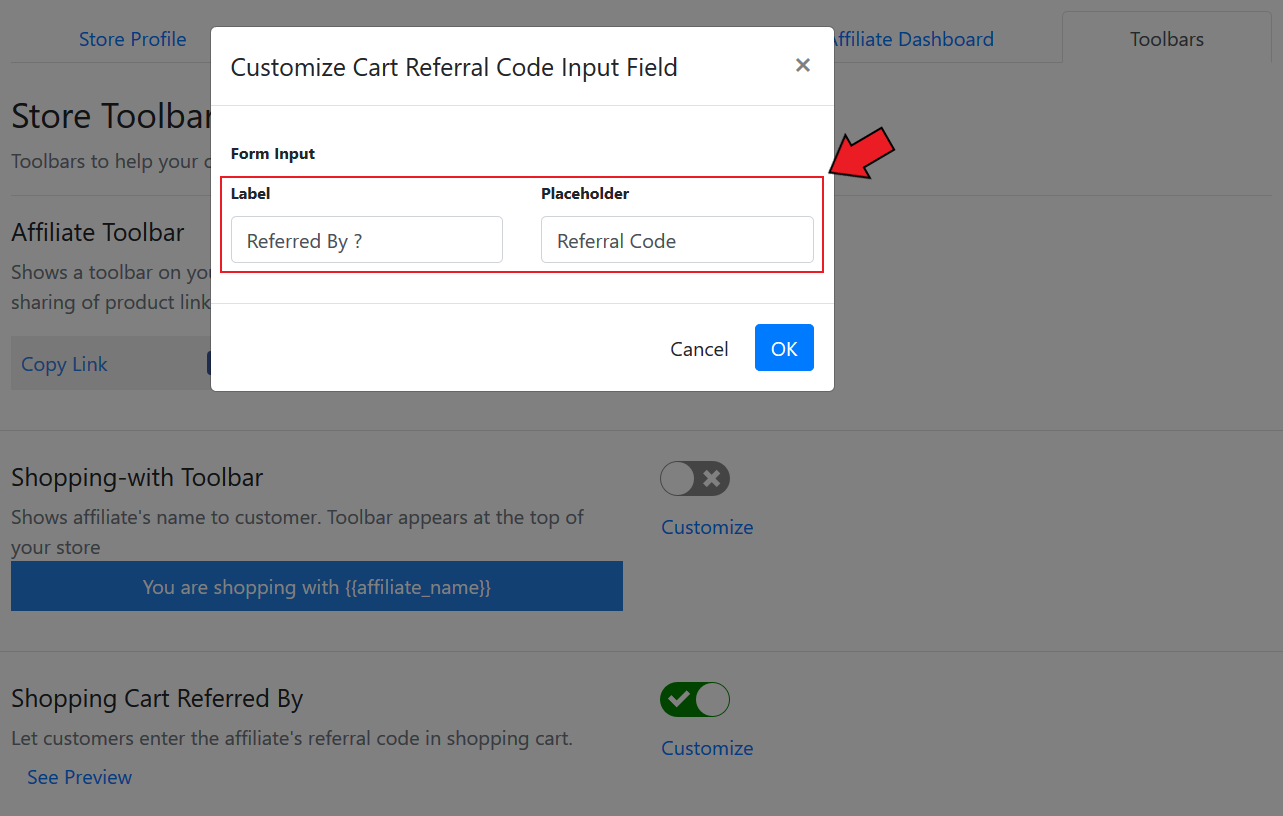 Store Profile
Affiliate Dashboard
Toolbars
Customize Cart Referral Code Input Field
×
Store Toolbar
Toolbars to help your
Form Input
Label
Placeholder
Referred By ?
Referral Code
Affiliate Toolbar
Shows a toolbar on
sharing of product link
Cancel
OK
Copy Link
Shopping-with Toolbar
Shows affiliate's name to customer. Toolbar appears at the top of
your store
Customize
You are shopping with {{affiliate_name}}
Shopping Cart Referred By
Let customers enter the affiliate's referral code in shopping cart.
Customize
See Preview